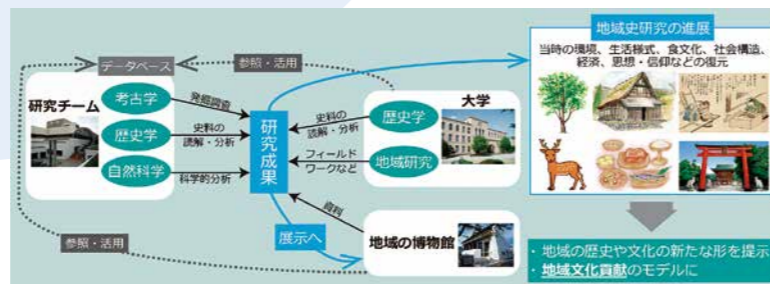 データベース
参照・活用
研究チーム
考古学
発掘調査
歴史学
史料の
読解・分析
自然科学
科学的分析
研究成果
大学
歴史学
史料の
読解・分析
地域研究
フィールド
ワークなど
地域の博物館
資料
展示へ
参照・活用
地域史研究の進展
当時の環境、生活様式、食文化、社会構造、
経済、思想・信仰などの復元
・地域の歴史や文化の新たな形を提示
・地域文化貢献のモデルに